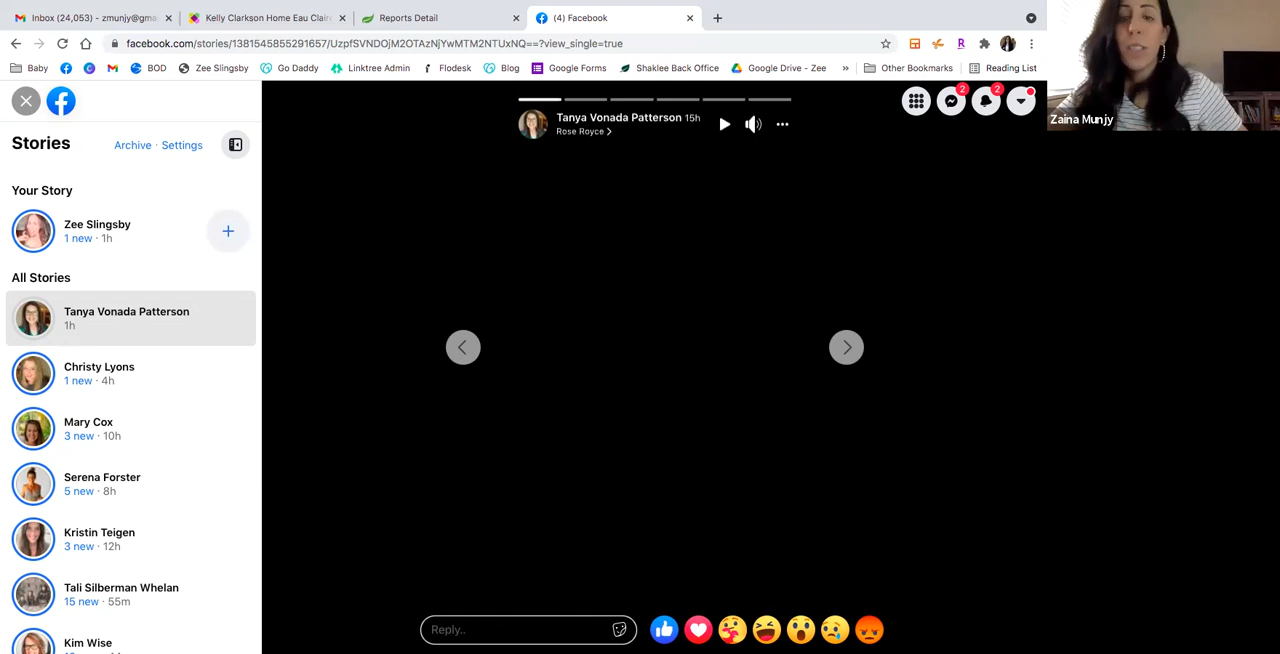 Inbox (24,053) - zmunjy@gma
Kelly Clarkson Home Eau Claire
Reports Detail
(4) Facebook
facebook.com/stories/1381545855291657/UzpfSVNDOjM2OTAzNjYwMTM2NTUxNQ==?view_single=true
Baby
BOD
Zee Slingsby
Go Daddy
Linktree Admin
Flodesk
Blog
Google Forms
Shaklee Back Office
Google Drive - Zee
»
Other Bookmarks
Reading List
Stories
Archive · Settings
Your Story
Zee Slingsby
1 new · 1h
All Stories
Tanya Vonada Patterson
1h
Christy Lyons
1 new · 4h
Mary Cox
3 new · 10h
Serena Forster
5 new · 8h
Kristin Teigen
3 new · 12h
Tali Silberman Whelan
15 new · 55m
Kim Wise
Tanya Vonada Patterson 15h
Rose Royce
2
2
Reply..
Zaina Munjy